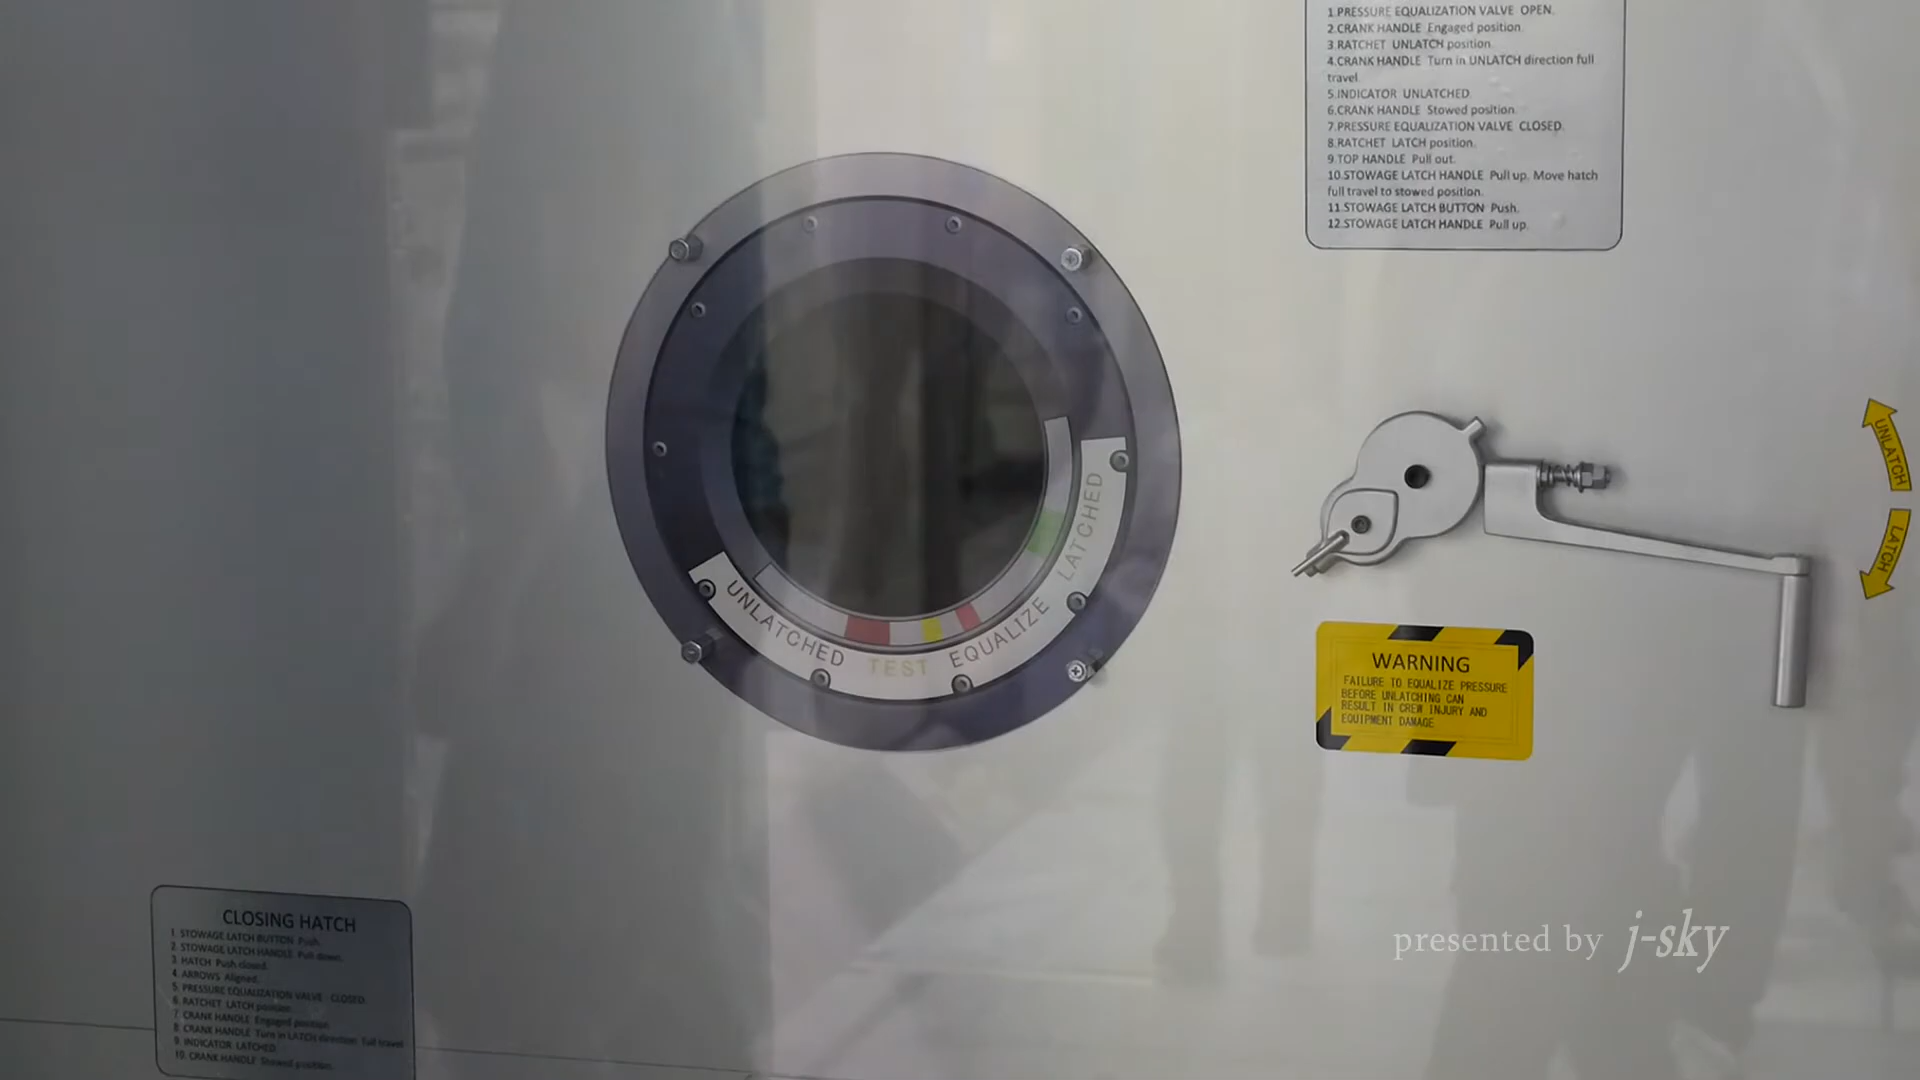 1.PRESSURE EQUALIZATION VALVE OPEN.
2.CRANK HANDLE Engaged position.
3.RATCHET UNLATCH position.
4.CRANK HANDLE Turn in UNLATCH direction full
travel.
5.INDICATOR UNLATCHED.
6.CRANK HANDLE Stowed position.
7.PRESSURE EQUALIZATION VALVE CLOSED.
8.RATCHET LATCH position.
9.TOP HANDLE Pull out.
10.STOWAGE LATCH HANDLE Pull up. Move hatch
full travel to stowed position.
11.STOWAGE LATCH BUTTON Push.
12.STOWAGE LATCH HANDLE Pull up.
UNLATCHED
TEST
EQUALIZE
LATCHED
UNLATCH
LATCH
WARNING
FAILURE TO EQUALIZE PRESSURE
BEFORE UNLATCHING CAN
RESULT IN CREW INJURY AND
EQUIPMENT DAMAGE
CLOSING HATCH
1. STOWAGE LATCH BUTTON Push.
2. STOWAGE LATCH HANDLE Pull down.
3. HATCH Push closed.
4. ARROWS Aligned.
5. PRESSURE EQUALIZATION VALVE CLOSED.
6. RATCHET LATCH position.
7. CRANK HANDLE Engaged position.
8. CRANK HANDLE Turn in LATCH direction full travel
9. INDICATOR LATCHED.
10. CRANK HANDLE Stowed position.
presented by j-sky